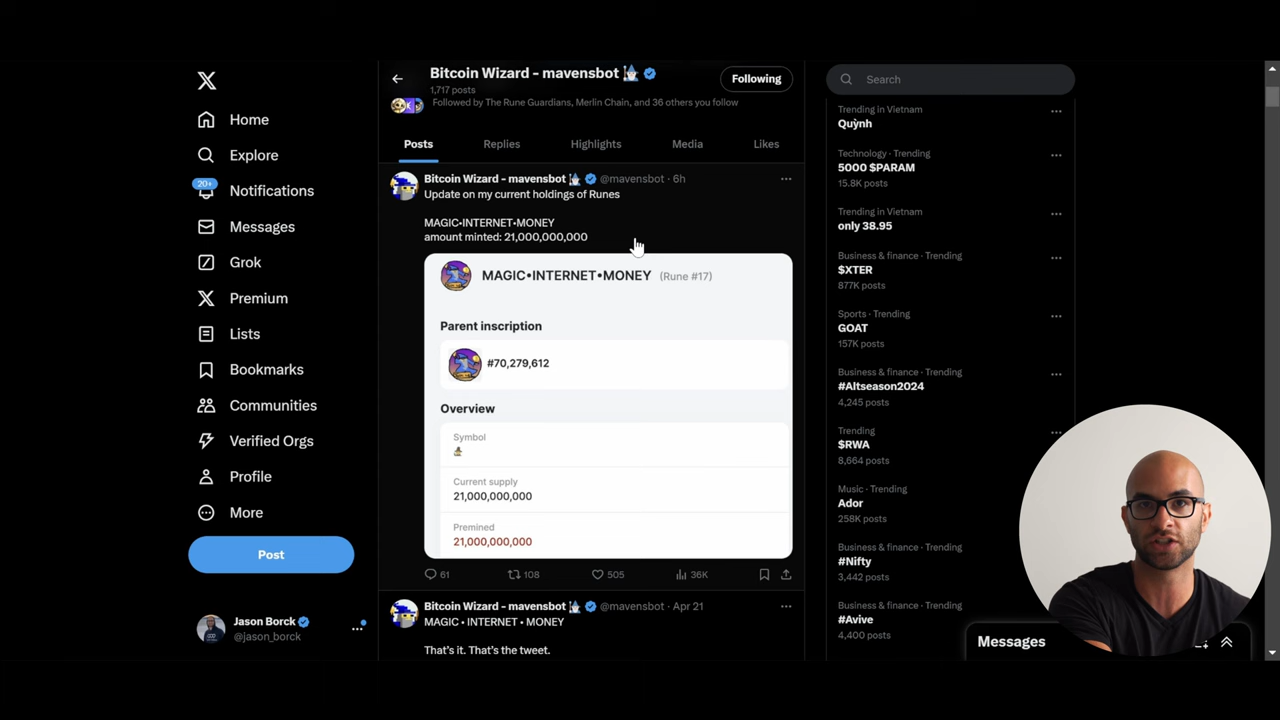 Home
Explore
20+
Notifications
Messages
Grok
Premium
Lists
Bookmarks
Communities
Verified Orgs
Profile
More
Post
Jason Borck
@jason_borck
Bitcoin Wizard - mavensbot
1,717 posts
Following
Followed by The Rune Guardians, Merlin Chain, and 36 others you follow
Posts
Replies
Highlights
Media
Likes
Bitcoin Wizard - mavensbot @mavensbot · 6h
Update on my current holdings of Runes
MAGIC•INTERNET•MONEY
amount minted: 21,000,000,000
MAGIC•INTERNET•MONEY (Rune #17)
Parent inscription
#70,279,612
Overview
Symbol
Current supply
21,000,000,000
Premined
21,000,000,000
61
108
505
36K
Bitcoin Wizard - mavensbot @mavensbot · Apr 21
MAGIC • INTERNET • MONEY
That's it. That's the tweet.
Search
Trending in Vietnam
Quỳnh
Technology · Trending
5000 $PARAM
15.8K posts
Trending in Vietnam
only 38.95
Business & finance · Trending
$XTER
877K posts
Sports · Trending
GOAT
157K posts
Business & finance · Trending
#Altseason2024
4,245 posts
Trending
$RWA
8,664 posts
Music · Trending
Ador
258K posts
Business & finance · Trending
#Nifty
3,442 posts
Business & finance · Trending
#Avive
4,400 posts
Messages